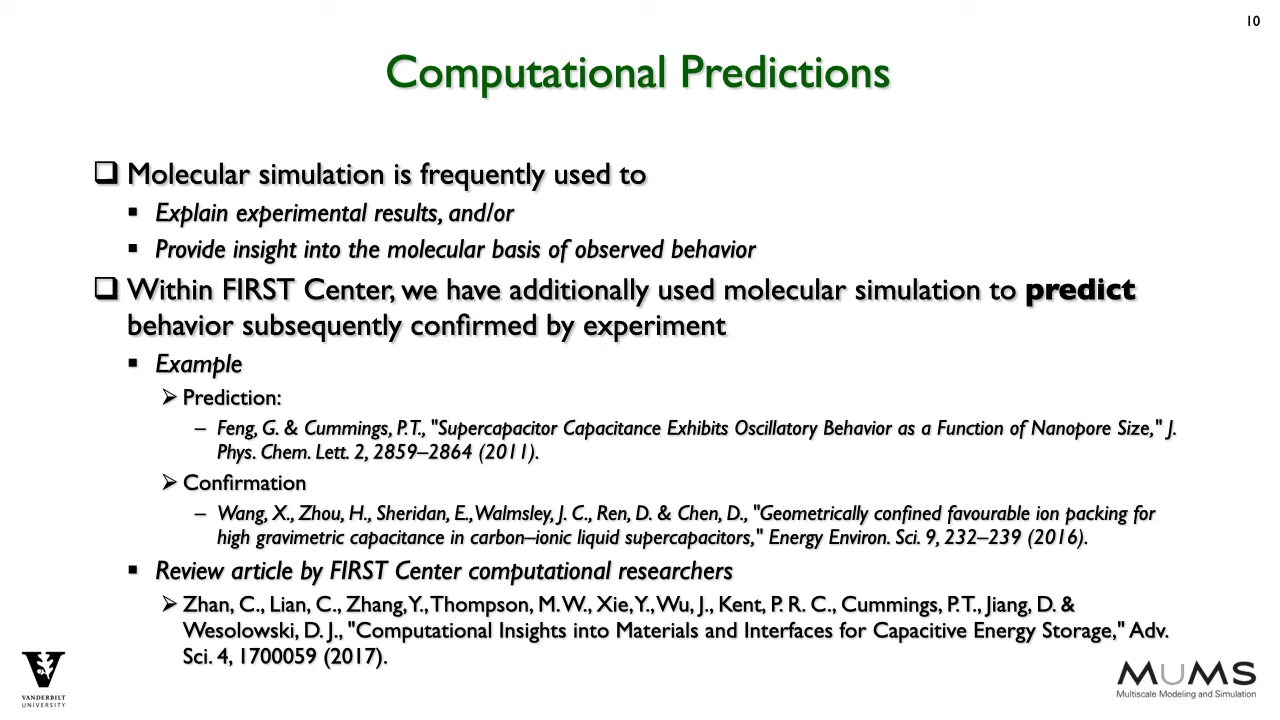 10
Computational Predictions
❑ Molecular simulation is frequently used to
▪ Explain experimental results, and/or
▪ Provide insight into the molecular basis of observed behavior
❑ Within FIRST Center, we have additionally used molecular simulation to predict
behavior subsequently confirmed by experiment
▪ Example
➢ Prediction:
– Feng, G. & Cummings, P.T., "Supercapacitor Capacitance Exhibits Oscillatory Behavior as a Function of Nanopore Size," J.
Phys. Chem. Lett. 2, 2859–2864 (2011).
➢ Confirmation
– Wang, X., Zhou, H., Sheridan, E., Walmsley, J. C., Ren, D. & Chen, D., "Geometrically confined favourable ion packing for
high gravimetric capacitance in carbon–ionic liquid supercapacitors," Energy Environ. Sci. 9, 232–239 (2016).
▪ Review article by FIRST Center computational researchers
➢ Zhan, C., Lian, C., Zhang, Y., Thompson, M. W., Xie, Y., Wu, J., Kent, P. R. C., Cummings, P. T., Jiang, D. &
Wesolowski, D. J., "Computational Insights into Materials and Interfaces for Capacitive Energy Storage," Adv.
Sci. 4, 1700059 (2017).
VANDERBILT
UNIVERSITY
MUMS
Multiscale Modeling and Simulation